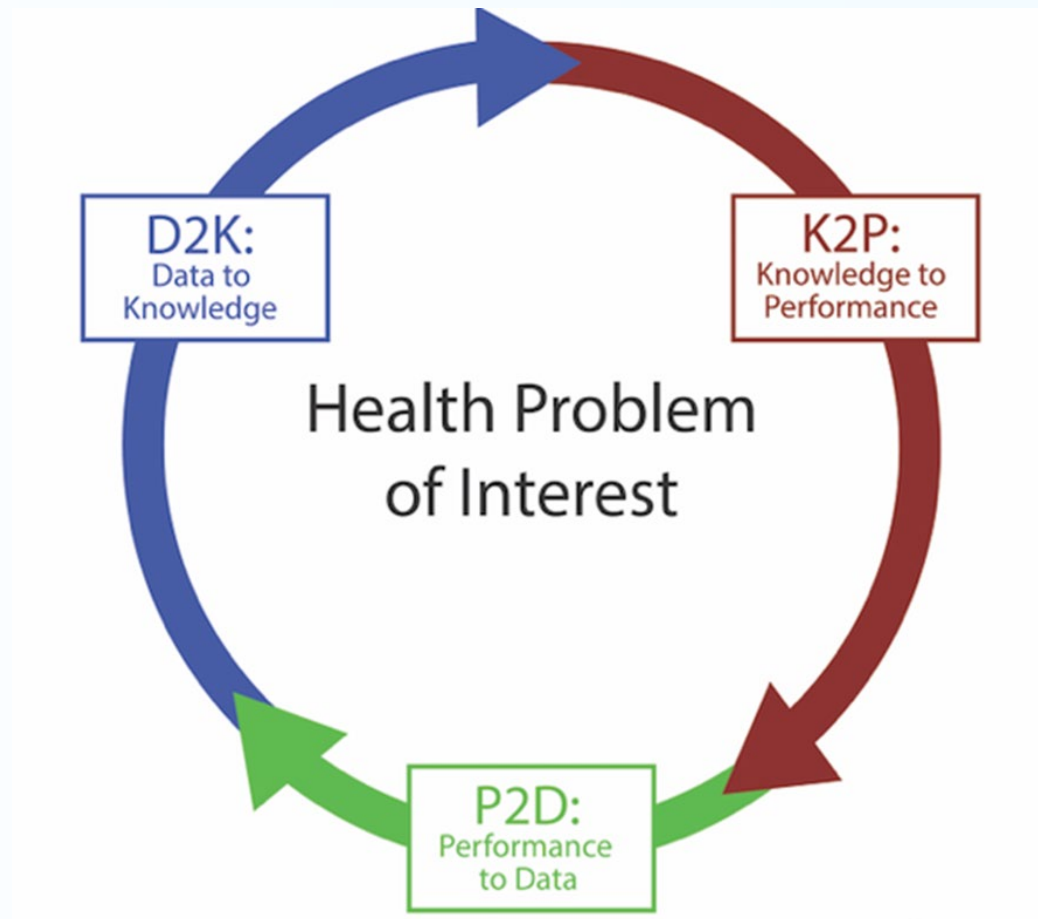 D2K:
Data to
Knowledge
K2P:
Knowledge to
Performance
Health Problem
of Interest
P2D:
Performance
to Data